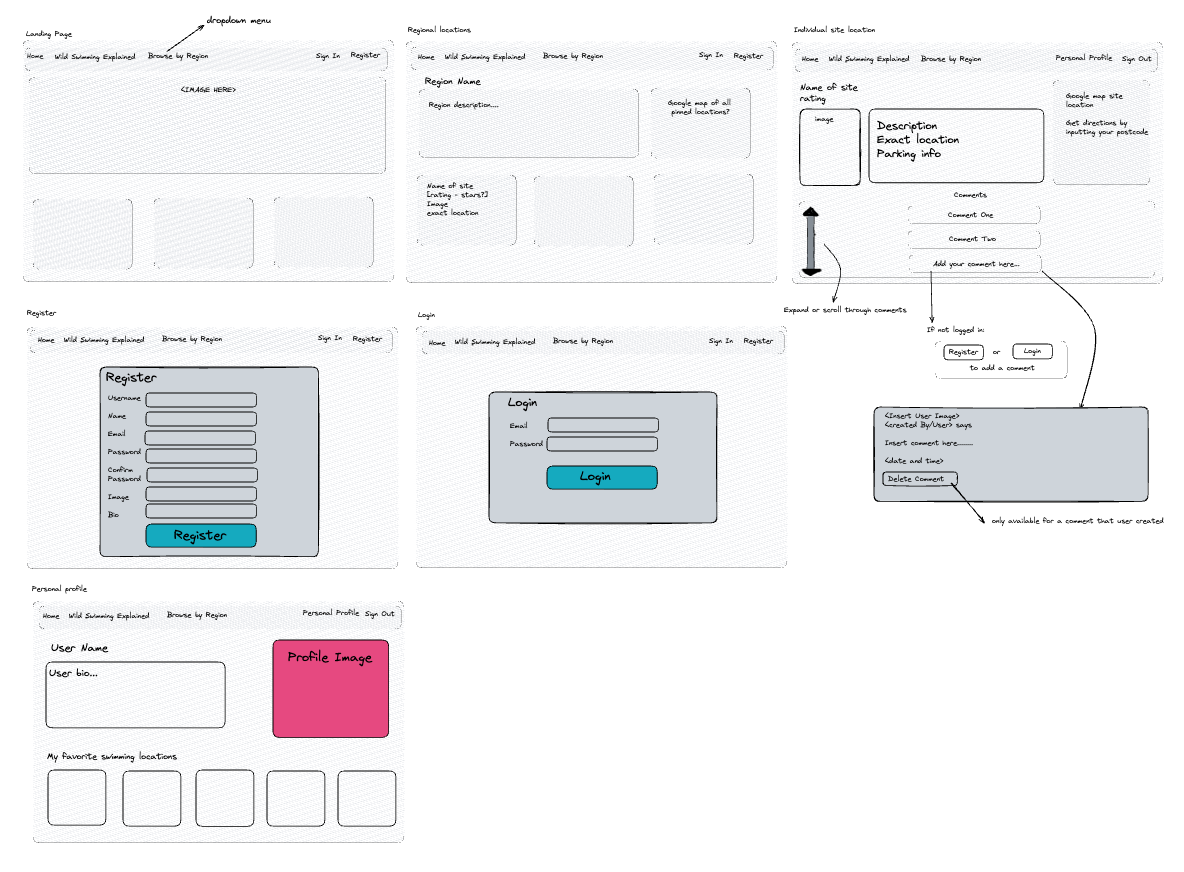 dropdown menu
Landing Page
Home Wild Swimming Explained Browse by Region Sign In Register
<IMAGE HERE>
Regional locations
Home Wild Swimming Explained Browse by Region Sign In Register
Region Name
Region description....
Google map of all
pinned locations?
Name of site
[rating - stars?]
Image
exact location
Individual site location
Home Wild Swimming Explained Browse by Region Personal Profile Sign Out
Name of site
rating
image
Description
Exact location
Parking info
Google map site
location
Get directions by
inputting your postcode
Comments
Comment One
Comment Two
Add your comment here...
Expand or scroll through comments
If not logged in:
Register or Login
to add a comment
<Insert User Image>
<created By/User> says
Insert comment here........
<date and time>
Delete Comment
only available for a comment that user created
Register
Home Wild Swimming Explained Browse by Region Sign In Register
Register
Username
Name
Email
Password
Confirm
Password
Image
Bio
Register
Login
Home Wild Swimming Explained Browse by Region Sign In Register
Login
Email
Password
Login
Personal profile
Home Wild Swimming Explained Browse by Region Personal Profile Sign Out
User Name
User bio...
Profile Image
My favorite swimming locations